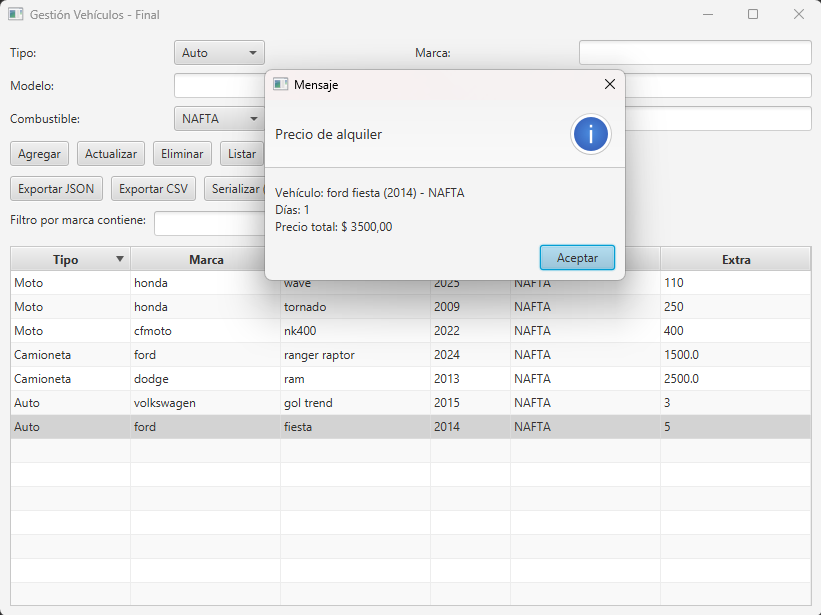 Gestión Vehículos - Final
Tipo: Auto Marca:
Modelo:
Combustible: NAFTA
Agregar Actualizar Eliminar Listar
Exportar JSON Exportar CSV Serializar
Filtro por marca contiene:
Mensaje
Precio de alquiler
Vehículo: ford fiesta (2014) - NAFTA
Días: 1
Precio total: $ 3500,00
Aceptar
Tipo Marca Extra
Moto honda wave 2025 NAFTA 110
Moto honda tornado 2009 NAFTA 250
Moto cfmoto nk400 2022 NAFTA 400
Camioneta ford ranger raptor 2024 NAFTA 1500.0
Camioneta dodge ram 2013 NAFTA 2500.0
Auto volkswagen gol trend 2015 NAFTA 3
Auto ford fiesta 2014 NAFTA 5